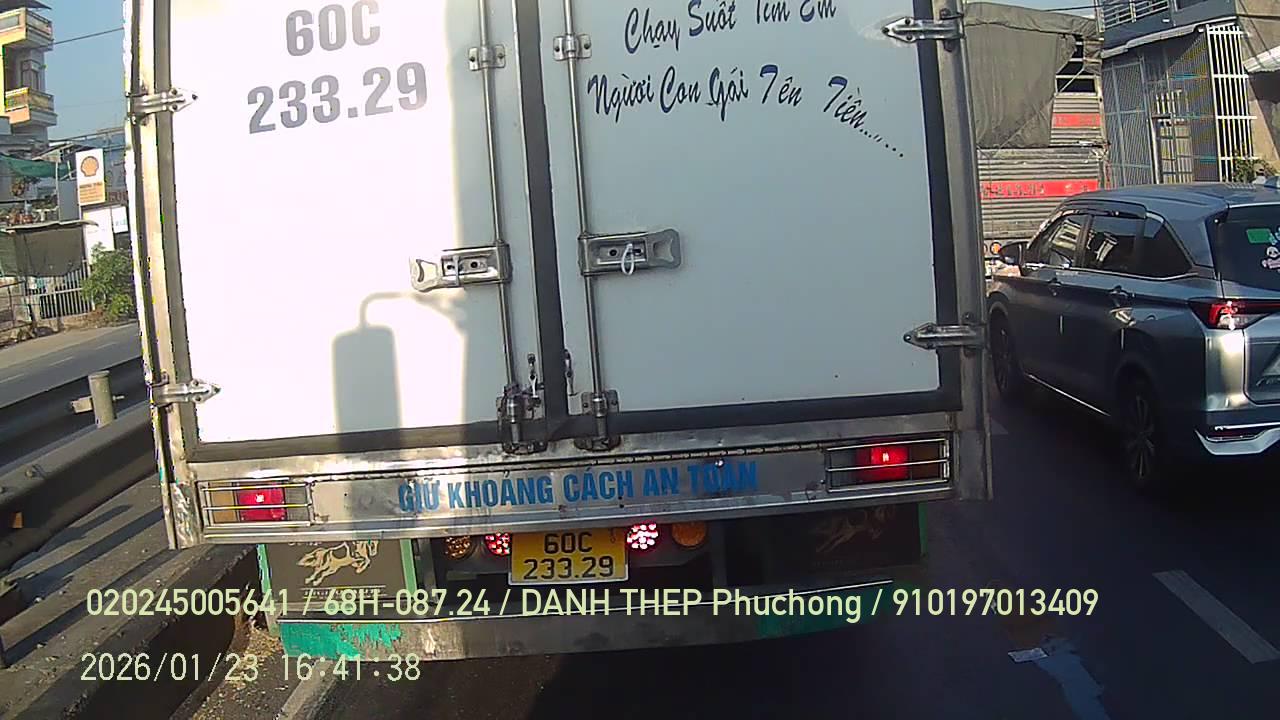 60C
233.29
Chạy Suốt Tìm Em
Người Con Gái Tên Tiền........
GIỮ KHOẢNG CÁCH AN TOÀN
60C
233.29
020245005641 / 68H-087.24 / DANH THEP Phuchong / 910197013409
2026/01/23 16:41:38